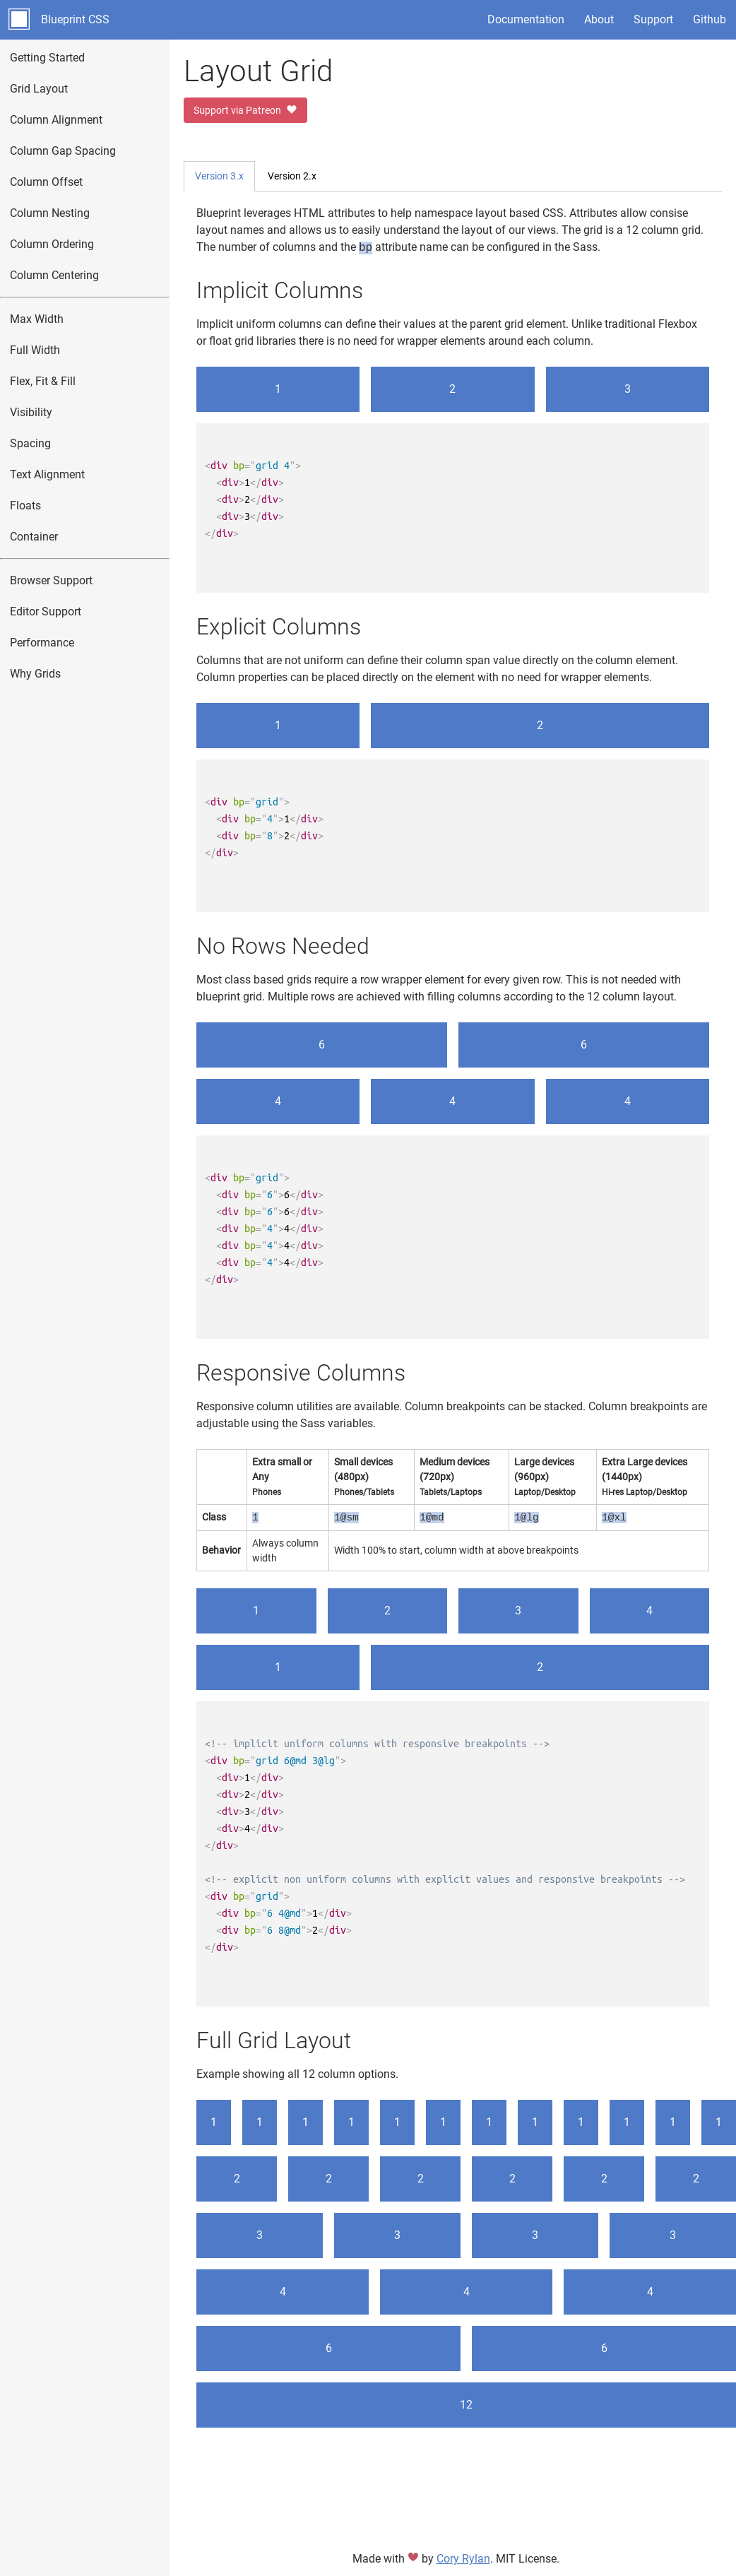 Blueprint CSS
Documentation About Support Github
Getting Started
Grid Layout
Column Alignment
Column Gap Spacing
Column Offset
Column Nesting
Column Ordering
Column Centering
Max Width
Full Width
Flex, Fit & Fill
Visibility
Spacing
Text Alignment
Floats
Container
Browser Support
Editor Support
Performance
Why Grids
Layout Grid
Support via Patreon
Version 3.x Version 2.x
Blueprint leverages HTML attributes to help namespace layout based CSS. Attributes allow consise
layout names and allows us to easily understand the layout of our views. The grid is a 12 column grid.
The number of columns and the bp attribute name can be configured in the Sass.
Implicit Columns
Implicit uniform columns can define their values at the parent grid element. Unlike traditional Flexbox
or float grid libraries there is no need for wrapper elements around each column.
1 2 3
<div bp="grid 4">
  <div>1</div>
  <div>2</div>
  <div>3</div>
</div>
Explicit Columns
Columns that are not uniform can define their column span value directly on the column element.
Column properties can be placed directly on the element with no need for wrapper elements.
1 2
<div bp="grid">
  <div bp="4">1</div>
  <div bp="8">2</div>
</div>
No Rows Needed
Most class based grids require a row wrapper element for every given row. This is not needed with
blueprint grid. Multiple rows are achieved with filling columns according to the 12 column layout.
6 6
4 4 4
<div bp="grid">
  <div bp="6">6</div>
  <div bp="6">6</div>
  <div bp="4">4</div>
  <div bp="4">4</div>
  <div bp="4">4</div>
</div>
Responsive Columns
Responsive column utilities are available. Column breakpoints can be stacked. Column breakpoints are
adjustable using the Sass variables.
Extra small or Small devices Medium devices Large devices Extra Large devices
Any (480px) (720px) (960px) (1440px)
Phones Phones/Tablets Tablets/Laptops Laptop/Desktop Hi-res Laptop/Desktop
Class 1 1@sm 1@md 1@lg 1@xl
Behavior Always column width Width 100% to start, column width at above breakpoints
1 2 3 4
1 2
<!-- implicit uniform columns with responsive breakpoints -->
<div bp="grid 6@md 3@lg">
  <div>1</div>
  <div>2</div>
  <div>3</div>
  <div>4</div>
</div>
<!-- explicit non uniform columns with explicit values and responsive breakpoints -->
<div bp="grid">
  <div bp="6 4@md">1</div>
  <div bp="6 8@md">2</div>
</div>
Full Grid Layout
Example showing all 12 column options.
1 1 1 1 1 1 1 1 1 1 1 1
2 2 2 2 2 2
3 3 3 3
4 4 4
6 6
12
Made with by Cory Rylan. MIT License.